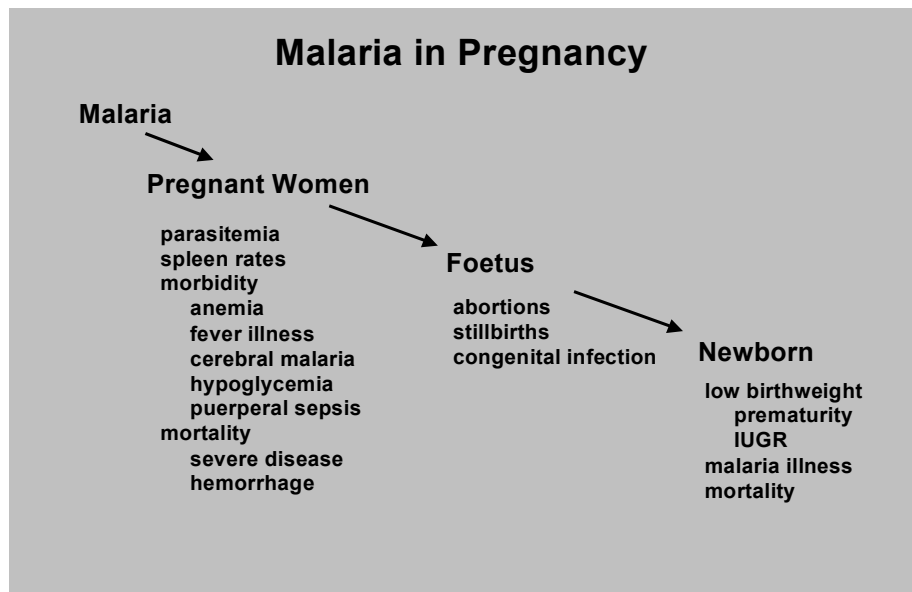 Malaria in Pregnancy
Malaria
Pregnant Women
parasitemia
spleen rates
morbidity
anemia
fever illness
cerebral malaria
hypoglycemia
puerperal sepsis
mortality
severe disease
hemorrhage
Foetus
abortions
stillbirths
congenital infection
Newborn
low birthweight
prematurity
IUGR
malaria illness
mortality